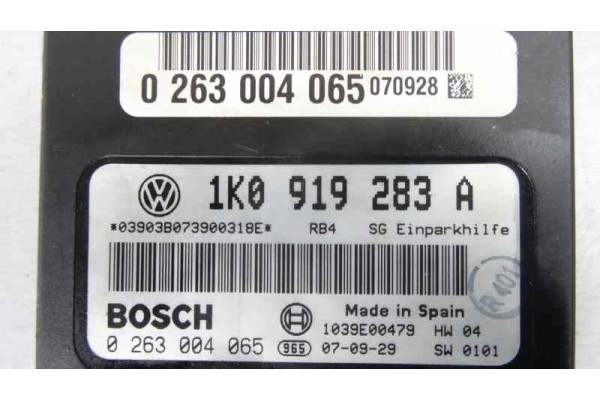 0 263 004 065 070928
1K0 919 283 A
*03903B073900318E* RB4 SG Einparkhilfe
R401
BOSCH Made in Spain
1039E00479 HW 04
0 263 004 065 965 07-09-29 SW 0101